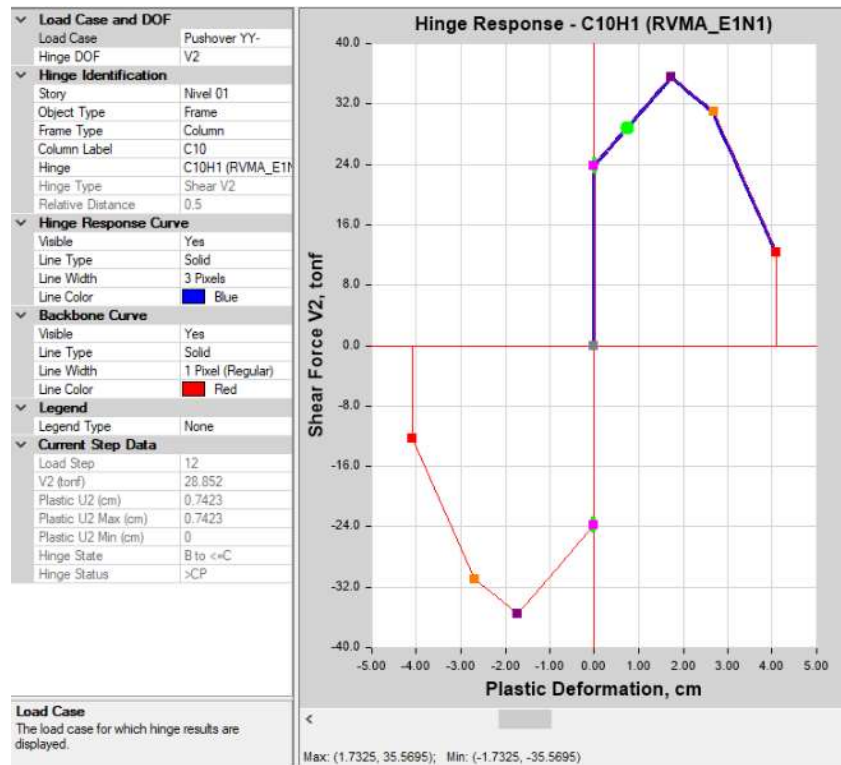 Load Case and DOF
Load Case Pushover YY-
Hinge DOF V2
Hinge Identification
Story Nivel 01
Object Type Frame
Frame Type Column
Column Label C10
Hinge C10H1 (RVMA_E1N
Hinge Type Shear V2
Relative Distance 0.5
Hinge Response Curve
Visible Yes
Line Type Solid
Line Width 3 Pixels
Line Color Blue
Backbone Curve
Visible Yes
Line Type Solid
Line Width 1 Pixel (Regular)
Line Color Red
Legend
Legend Type None
Current Step Data
Load Step 12
V2 (tonf) 28.852
Plastic U2 (cm) 0.7423
Plastic U2 Max (cm) 0.7423
Plastic U2 Min (cm) 0
Hinge State B to <=C
Hinge Status >CP
Load Case
The load case for which hinge results are
displayed.
Hinge Response - C10H1 (RVMA_E1N1)
Shear Force V2, tonf
40.0
32.0
24.0
16.0
8.0
0.0
-8.0
-16.0
-24.0
-32.0
-40.0
-5.00 -4.00 -3.00 -2.00 -1.00 0.00 1.00 2.00 3.00 4.00 5.00
Plastic Deformation, cm
<
Max: (1.7325, 35.5695); Min: (-1.7325, -35.5695)